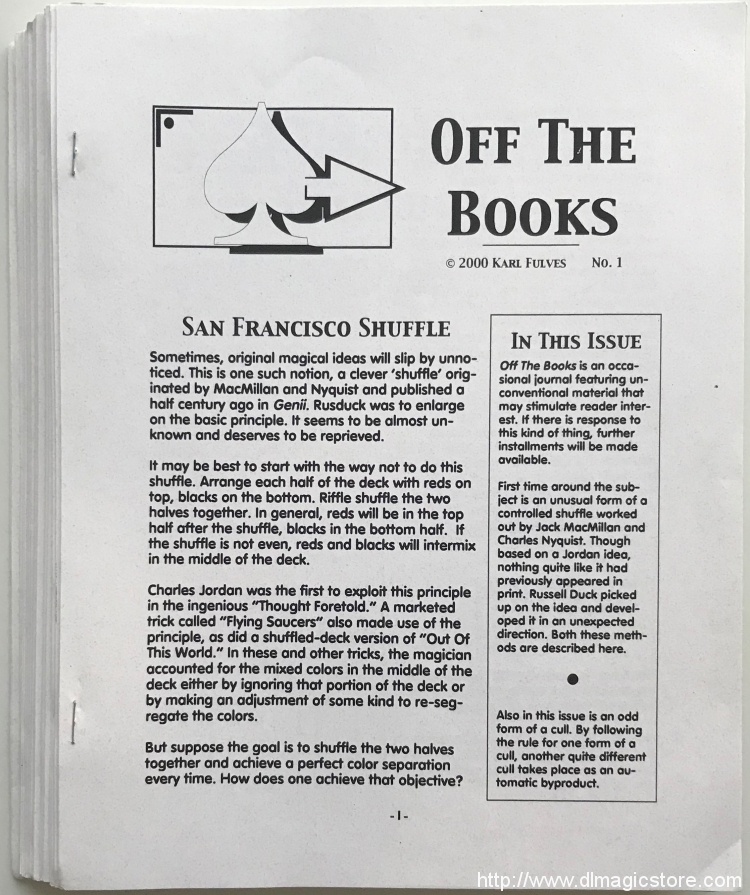 OFF THE
BOOKS
© 2000 KARL FULVES No. 1
SAN FRANCISCO SHUFFLE
Sometimes, original magical ideas will slip by unno-
ticed. This is one such notion, a clever 'shuffle' orig-
inated by MacMillan and Nyquist and published a
half century ago in Genii. Rusduck was to enlarge
on the basic principle. It seems to be almost un-
known and deserves to be reprieved.
It may be best to start with the way not to do this
shuffle. Arrange each half of the deck with reds on
top, blacks on the bottom. Riffle shuffle the two
halves together. In general, reds will be in the top
half after the shuffle, blacks in the bottom half. If
the shuffle is not even, reds and blacks will intermix
in the middle of the deck.
Charles Jordan was the first to exploit this principle
in the ingenious "Thought Foretold." A marketed
trick called "Flying Saucers" also made use of the
principle, as did a shuffled-deck version of "Out Of
This World." In these and other tricks, the magician
accounted for the mixed colors in the middle of the
deck either by ignoring that portion of the deck or
by making an adjustment of some kind to re-seg-
regate the colors.
But suppose the goal is to shuffle the two halves
together and achieve a perfect color separation
every time. How does one achieve that objective?
IN THIS ISSUE
Off The Books is an occa-
sional journal featuring un-
conventional material that
may stimulate reader inter-
est. If there is response to
this kind of thing, further
installments will be made
available.
First time around the sub-
ject is an unusual form of a
controlled shuffle worked
out by Jack MacMillan and
Charles Nyquist. Though
based on a Jordan idea,
nothing quite like it had
previously appeared in
print. Russell Duck picked
up on the idea and devel-
oped it in an unexpected
direction. Both these meth-
ods are described here.
Also in this issue is an odd
form of a cull. By following
the rule for one form of a
cull, another quite different
cull takes place as an au-
tomatic byproduct.
-1-
http://www.dlmagicstore.com